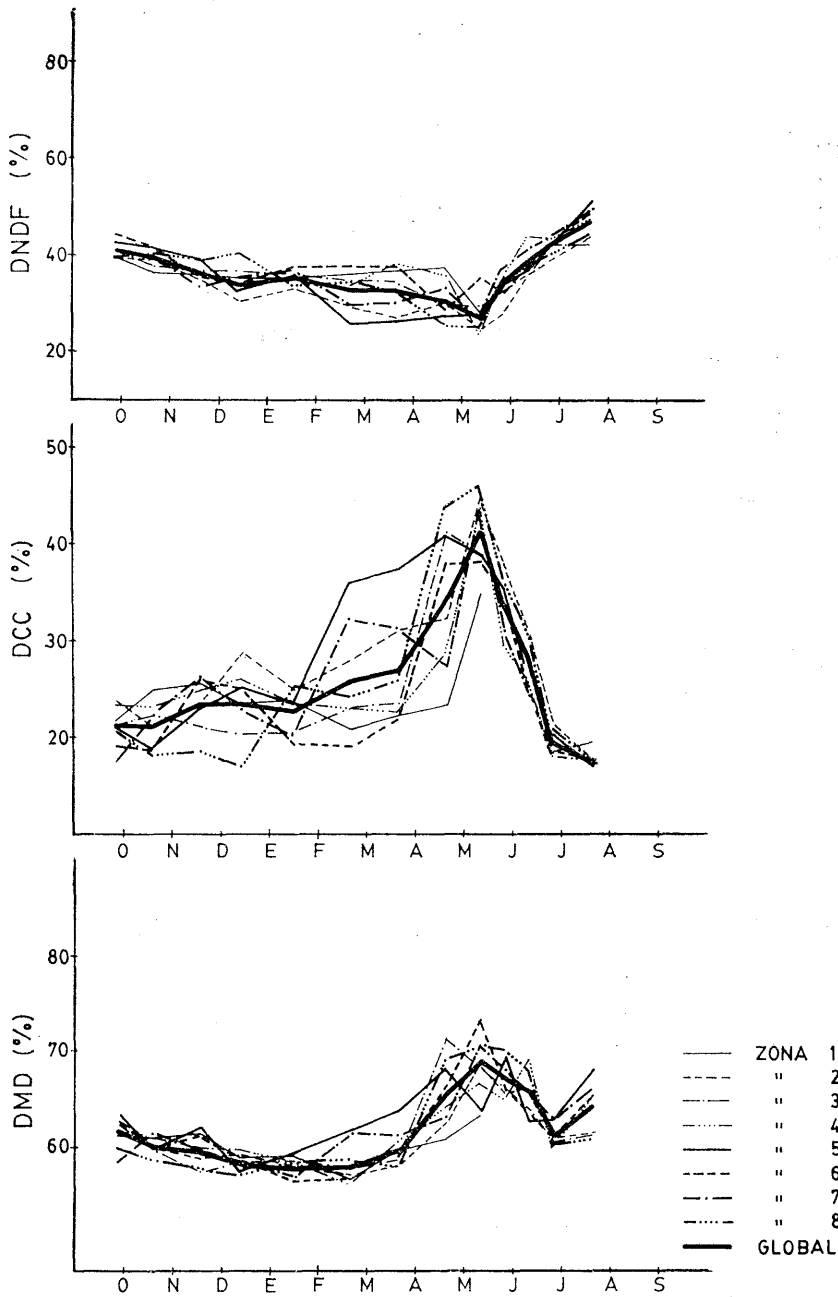 80
60
40
20
DNDF (%)
O N D E F M A M J J A S
50
40
30
20
DCC (%)
O N D E F M A M J J A S
80
70
60
DMD (%)
O N D E F M A M J J A S
ZONA 1
" 2
" 3
" 4
" 5
" 6
" 7
" 8
GLOBAL